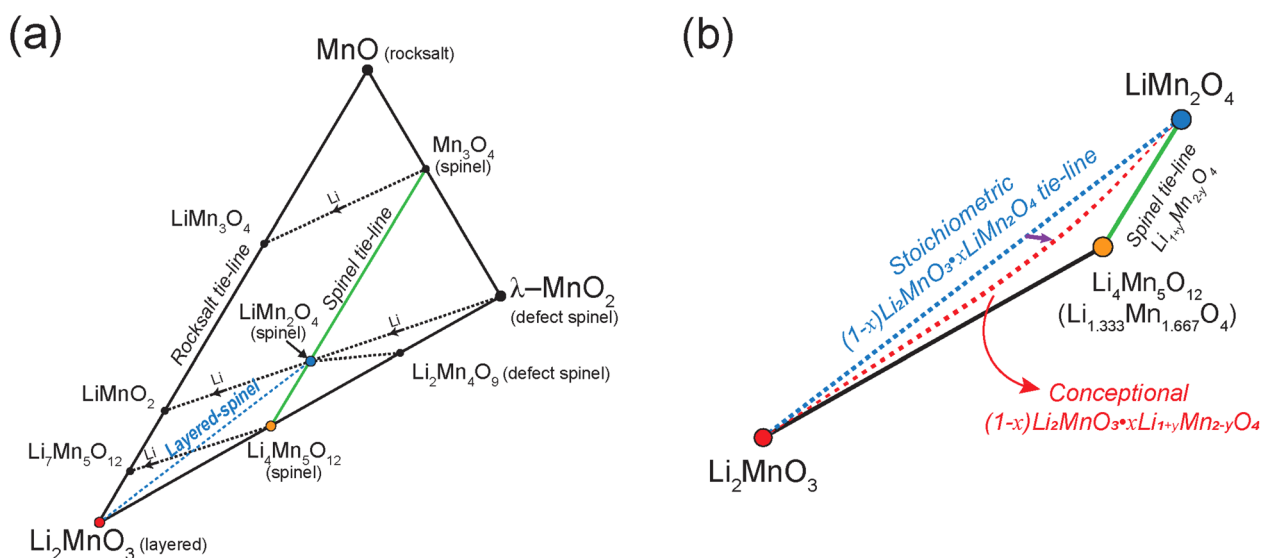 (a)
MnO (rocksalt)
Mn₃O₄
(spinel)
Li
LiMn₃O₄
Rocksalt tie-line
Spinel tie-line
λ–MnO₂
(defect spinel)
LiMn₂O₄
(spinel)
Li
Li
Li₂Mn₄O₉ (defect spinel)
LiMnO₂
Layered-spinel
Li₇Mn₅O₁₂
Li
Li₄Mn₅O₁₂
(spinel)
Li₂MnO₃ (layered)
(b)
LiMn₂O₄
Stoichiometric
(1-x)Li₂MnO₃•xLiMn₂O₄ tie-line
Spinel tie-line
Li₁₊yMn₂₋yO₄
Li₄Mn₅O₁₂
(Li₁.₃₃₃Mn₁.₆₆₇O₄)
Conceptional
(1-x)Li₂MnO₃•xLi₁₊yMn₂₋yO₄
Li₂MnO₃